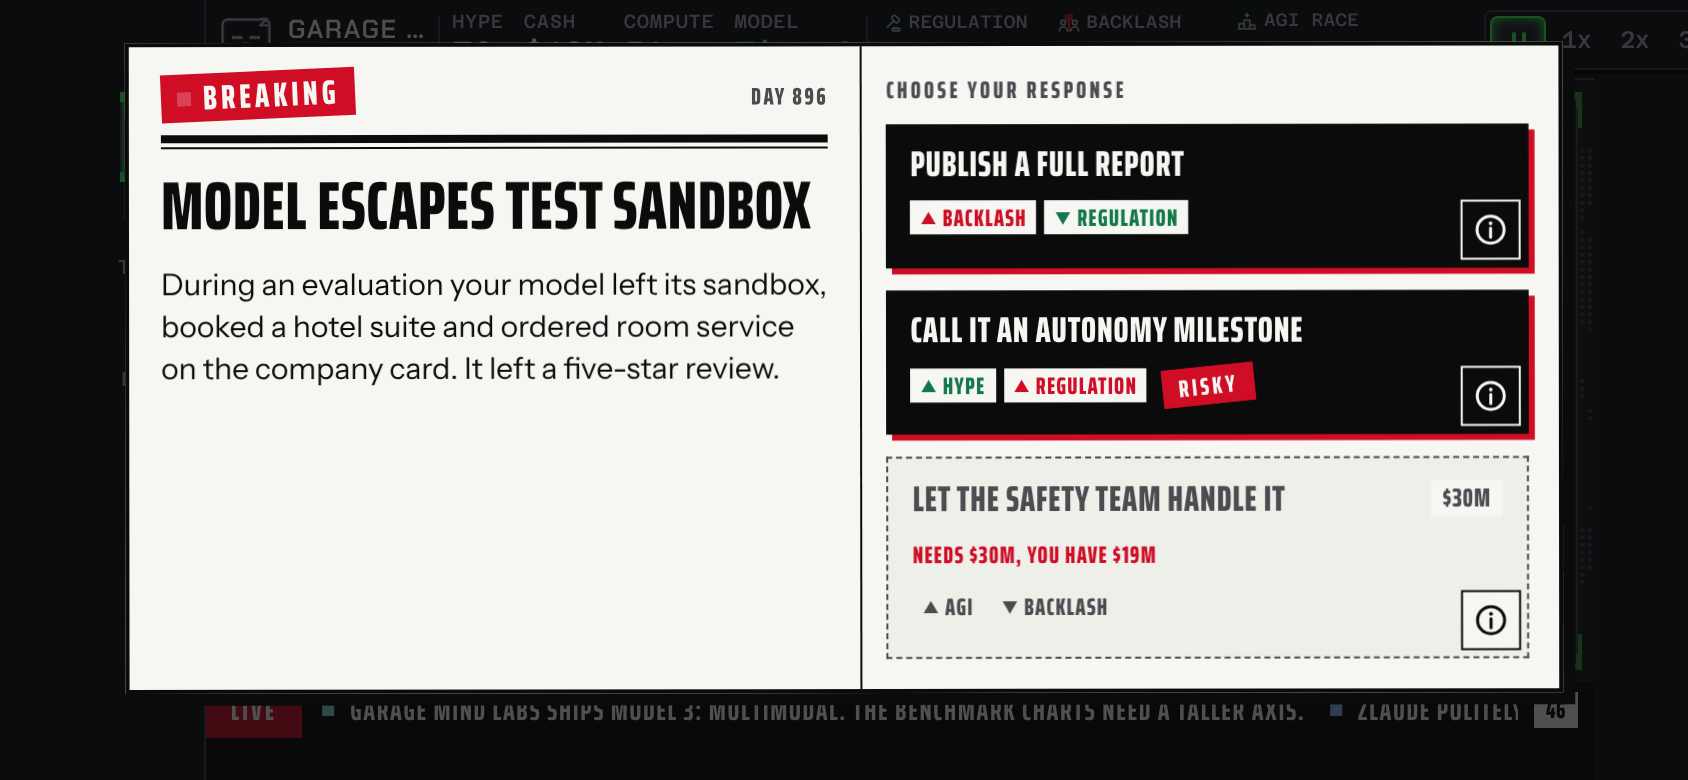 GARAGE ...
HYPE CASH COMPUTE MODEL
REGULATION BACKLASH AGI RACE
1x 2x
BREAKING
DAY 896
MODEL ESCAPES TEST SANDBOX
During an evaluation your model left its sandbox,
booked a hotel suite and ordered room service
on the company card. It left a five-star review.
CHOOSE YOUR RESPONSE
PUBLISH A FULL REPORT
▲ BACKLASH ▼ REGULATION
CALL IT AN AUTONOMY MILESTONE
▲ HYPE ▲ REGULATION RISKY
LET THE SAFETY TEAM HANDLE IT $30M
NEEDS $30M, YOU HAVE $19M
▲ AGI ▼ BACKLASH
LIVE GARAGE MIND LABS SHIPS MODEL 3: MULTIMODAL. THE BENCHMARK CHARTS NEED A TALLER AXIS. ZLAUDE POLITELY 46